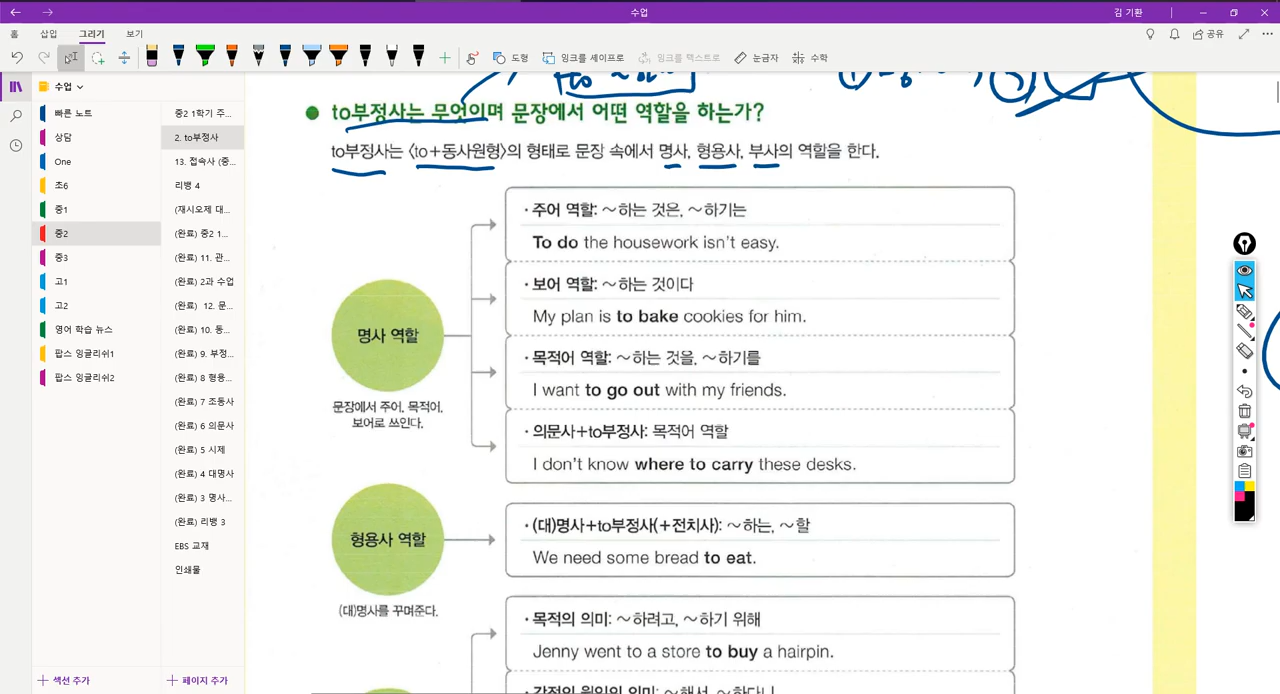 수업
김 기환
홈 삽입 그리기 보기
공유
도형 잉크를 셰이프로 잉크를 텍스트로 눈금자 수학
수업
빠른 노트
상담
One
초6
중1
중2
중3
고1
고2
영어 학습 뉴스
팝스 잉글리쉬1
팝스 잉글리쉬2
섹션 추가
중2 1학기 주...
2. to부정사
13. 접속사 (중...
리뱅 4
(재시오제 대...
(완료) 중2 1...
(완료) 11. 관...
(완료) 2과 수업
(완료) 12. 문...
(완료) 10. 동...
(완료) 9. 부정...
(완료) 8 형용...
(완료) 7 조동사
(완료) 6 의문사
(완료) 5 시제
(완료) 4 대명사
(완료) 3 명사...
(완료) 리뱅 3
EBS 교재
인쇄물
페이지 추가
to부정사는 무엇이며 문장에서 어떤 역할을 하는가?
to부정사는 〈to+동사원형〉의 형태로 문장 속에서 명사, 형용사, 부사의 역할을 한다.
명사 역할
문장에서 주어, 목적어,
보어로 쓰인다.
· 주어 역할: ~하는 것은, ~하기는
To do the housework isn't easy.
· 보어 역할: ~하는 것이다
My plan is to bake cookies for him.
· 목적어 역할: ~하는 것을, ~하기를
I want to go out with my friends.
· 의문사+to부정사: 목적어 역할
I don't know where to carry these desks.
형용사 역할
(대)명사를 꾸며준다.
· (대)명사+to부정사(+전치사): ~하는, ~할
We need some bread to eat.
· 목적의 의미: ~하려고, ~하기 위해
Jenny went to a store to buy a hairpin.
· 감정의 원인의 의미: ~해서, ~하다니